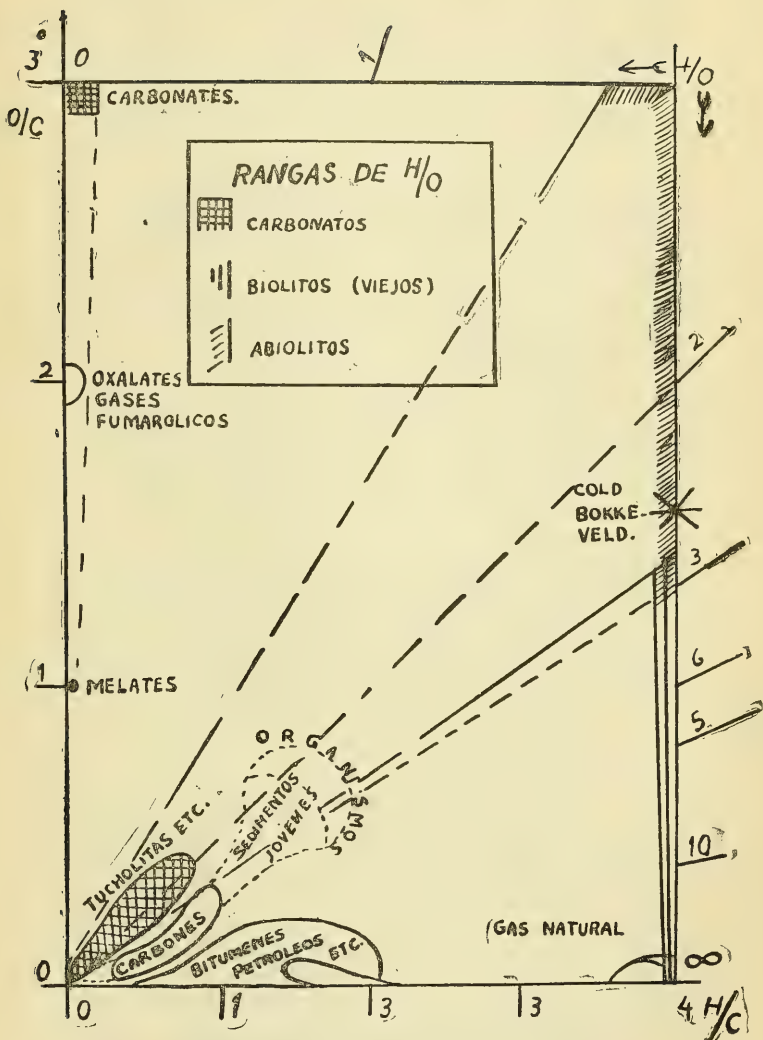 3 0 1 H/O
O/C CARBONATES.
RANGAS DE H/O
CARBONATOS
BIOLITOS (VIEJOS)
ABIOLITOS
2
2 OXALATES
GASES
FUMAROLICOS
COLD
BOKKE-
VELD.
3
1 MELATES
6
5
ORGANISMOS
SEDIMENTOS
JOVENES
TUCHOLITAS ETC.
10
CARBONES
BITUMENES
PETROLEOS ETC.
GAS NATURAL
0 ∞
0 1 3 3 4 H/C